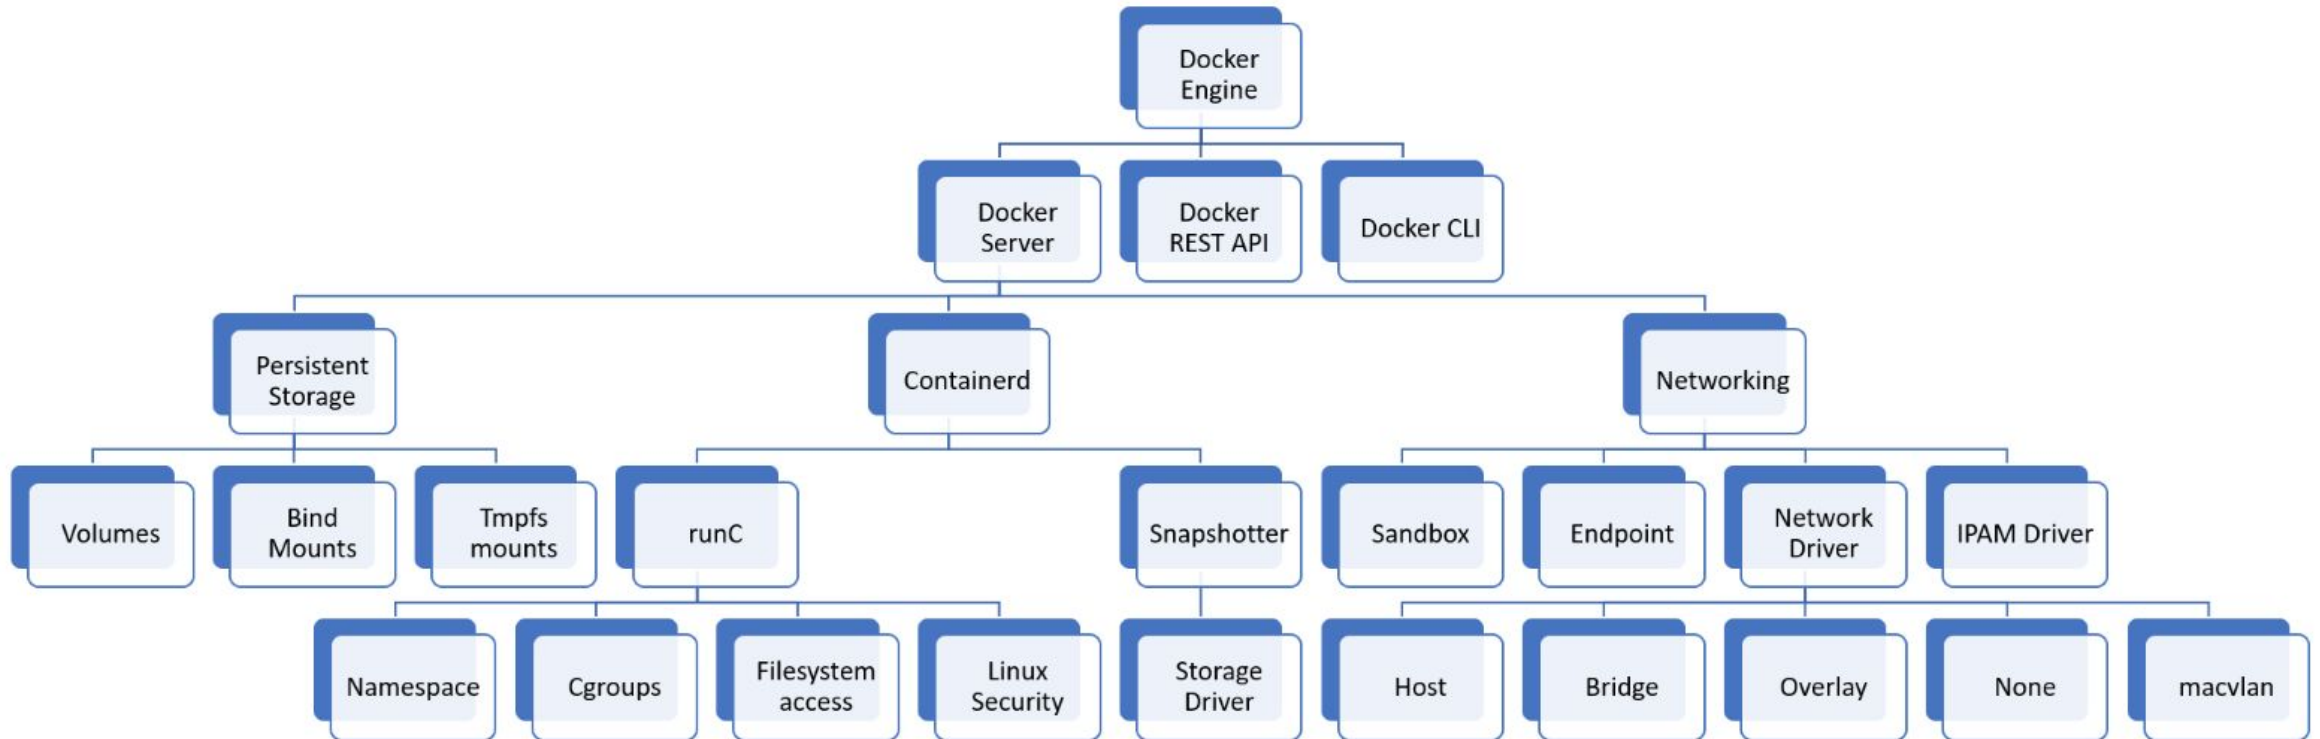 Docker
Engine
Docker
Server
Docker
REST API
Docker CLI
Persistent
Storage
Containerd
Networking
Volumes
Bind
Mounts
Tmpfs
mounts
runC
Snapshotter
Sandbox
Endpoint
Network
Driver
IPAM Driver
Namespace
Cgroups
Filesystem
access
Linux
Security
Storage
Driver
Host
Bridge
Overlay
None
macvlan